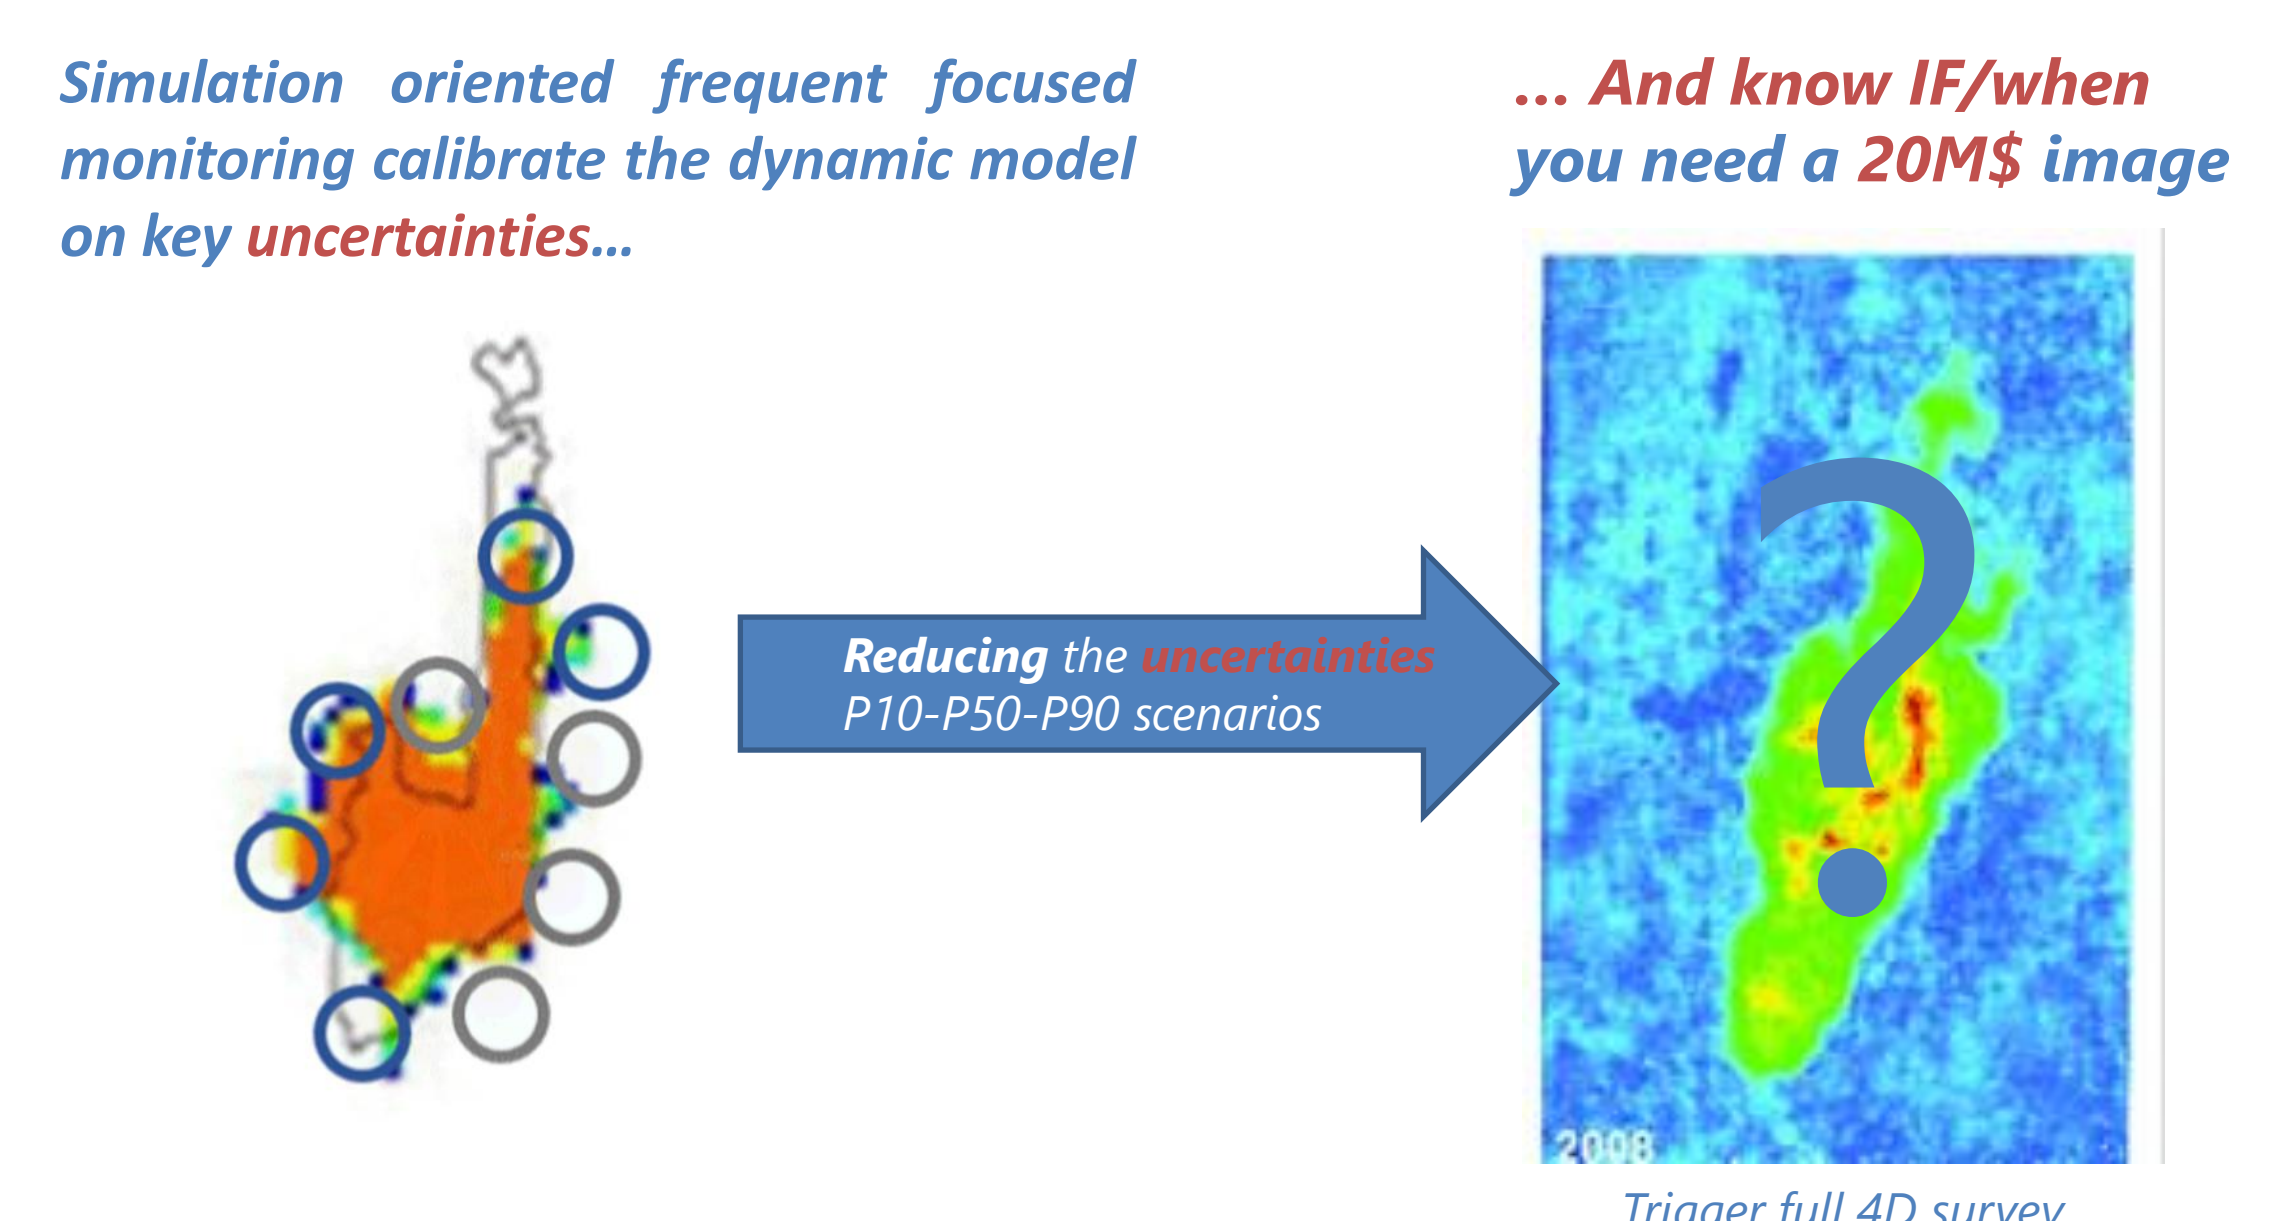 Simulation oriented frequent focused
monitoring calibrate the dynamic model
on key uncertainties...
... And know IF/when
you need a 20M$ image
Reducing the uncertainties
P10-P50-P90 scenarios
2008
Trigger full 4D survey